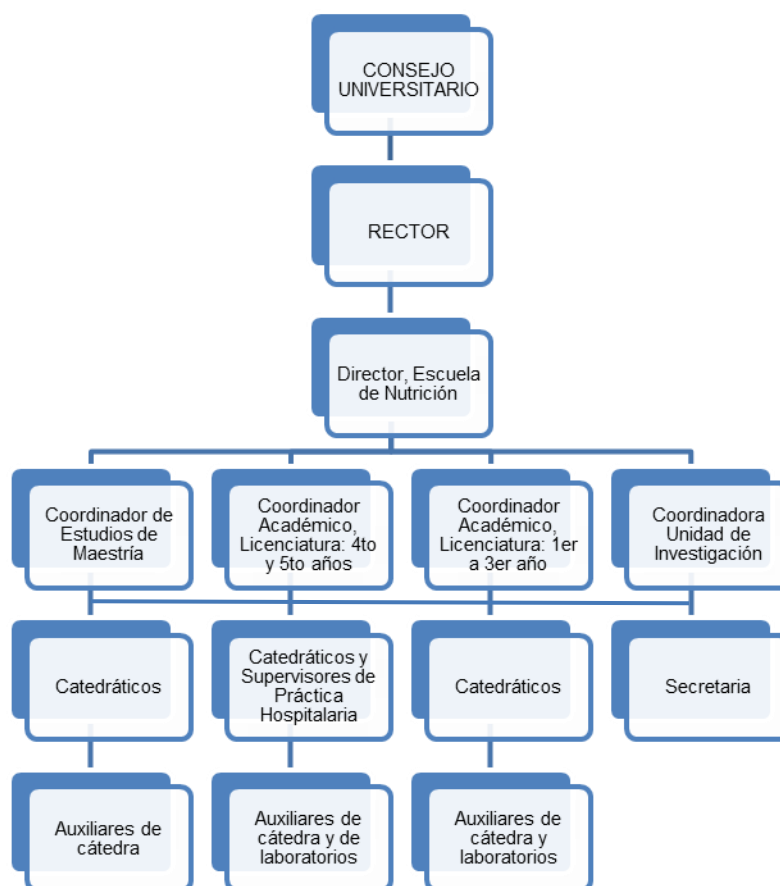 CONSEJO
UNIVERSITARIO
RECTOR
Director, Escuela
de Nutrición
Coordinador de
Estudios de
Maestría
Coordinador
Académico,
Licenciatura: 4to
y 5to años
Coordinador
Académico,
Licenciatura: 1er
a 3er año
Coordinadora
Unidad de
Investigación
Catedráticos
Catedráticos y
Supervisores de
Práctica
Hospitalaria
Catedráticos
Secretaria
Auxiliares de
cátedra
Auxiliares de
cátedra y de
laboratorios
Auxiliares de
cátedra y
laboratorios